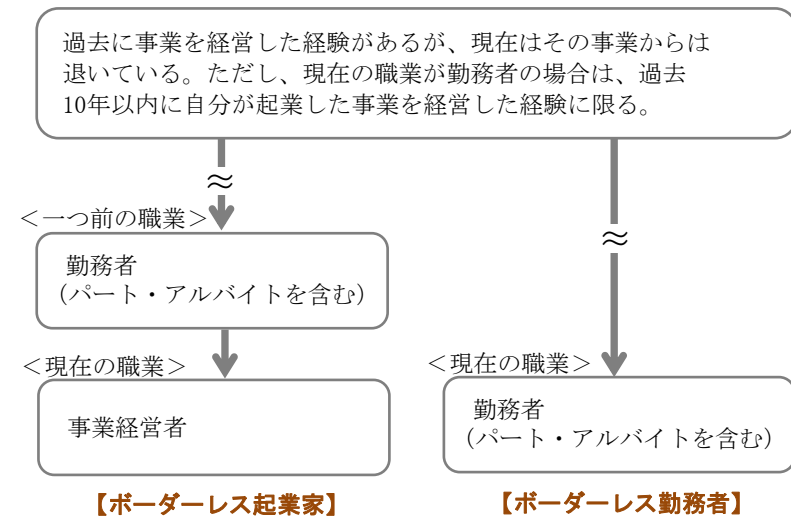 過去に事業を経営した経験があるが、現在はその事業からは
退いている。ただし、現在の職業が勤務者の場合は、過去
10年以内に自分が起業した事業を経営した経験に限る。
≈
＜一つ前の職業＞
勤務者
（パート・アルバイトを含む）
＜現在の職業＞
事業経営者
【ボーダーレス起業家】
≈
＜現在の職業＞
勤務者
（パート・アルバイトを含む）
【ボーダーレス勤務者】